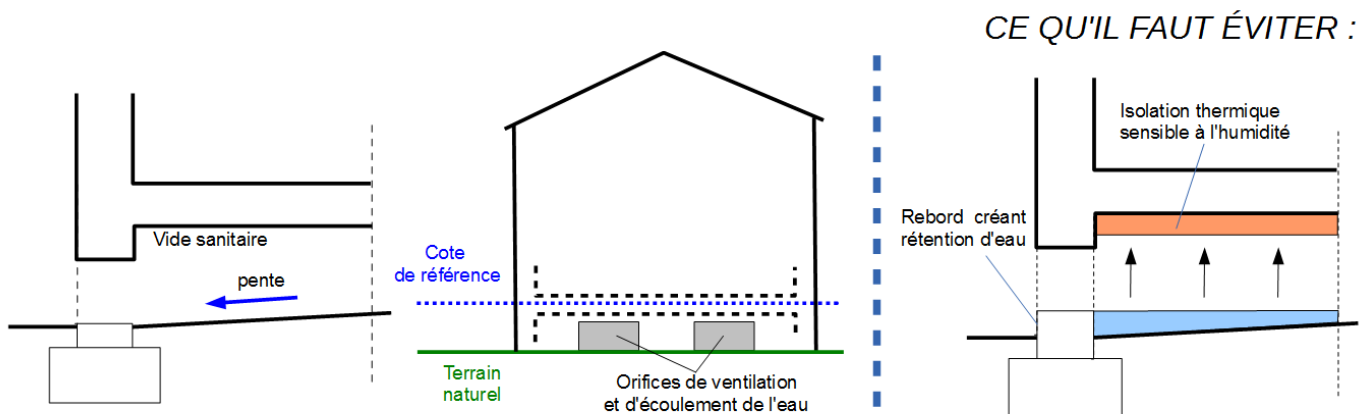 CE QU'IL FAUT ÉVITER :
Vide sanitaire
pente
Cote
de référence
Terrain
naturel
Orifices de ventilation
et d'écoulement de l'eau
Isolation thermique
sensible à l'humidité
Rebord créant
rétention d'eau